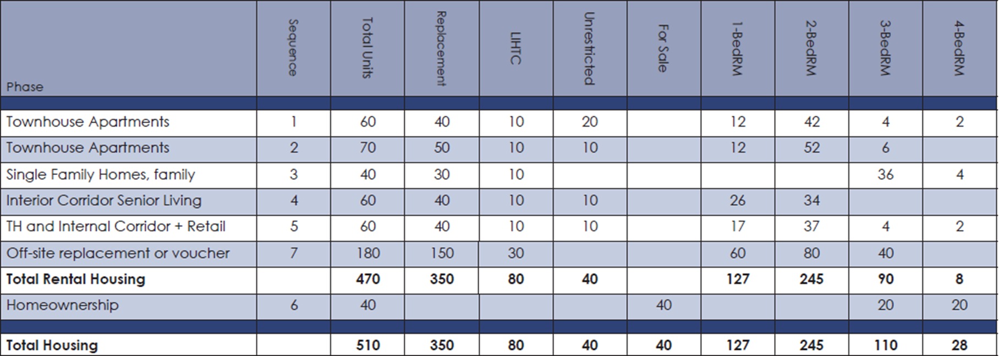 Phase Sequence Total Units Replacement LIHTC Unrestricted For Sale 1-BedRM 2-BedRM 3-BedRM 4-BedRM
Townhouse Apartments 1 60 40 10 20 12 42 4 2
Townhouse Apartments 2 70 50 10 10 12 52 6
Single Family Homes, family 3 40 30 10 36 4
Interior Corridor Senior Living 4 60 40 10 10 26 34
TH and Internal Corridor + Retail 5 60 40 10 10 17 37 4 2
Off-site replacement or voucher 7 180 150 30 60 80 40
Total Rental Housing 470 350 80 40 127 245 90 8
Homeownership 6 40 40 20 20
Total Housing 510 350 80 40 40 127 245 110 28